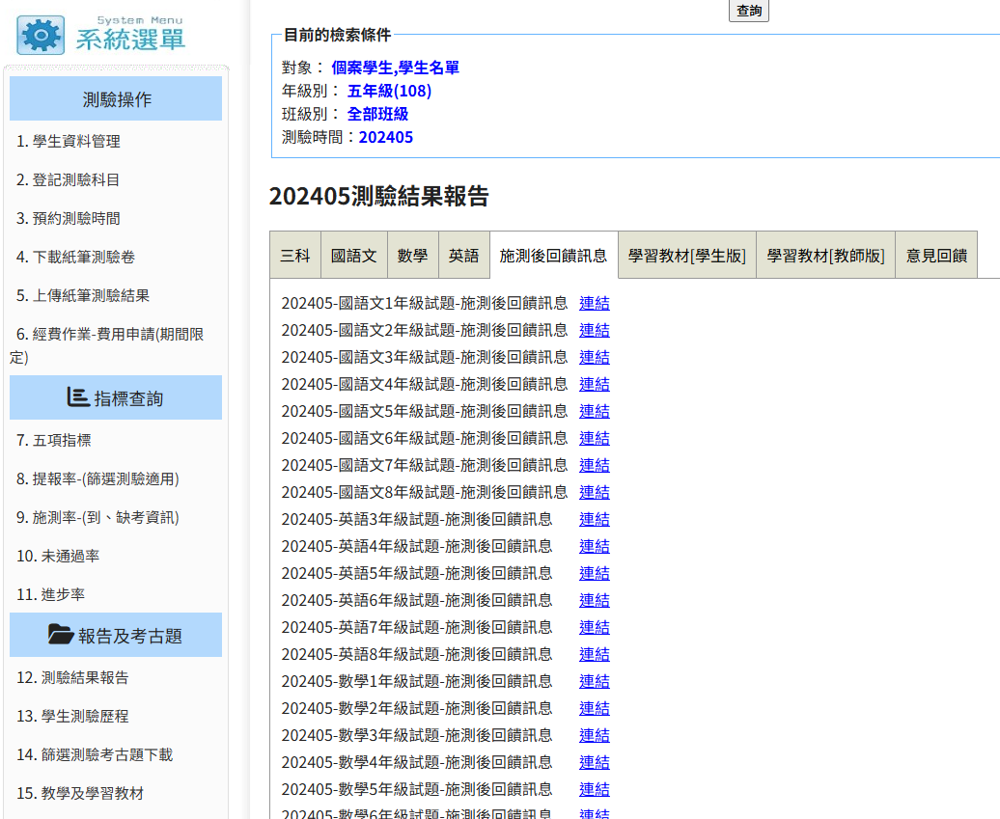 System Menu
系統選單
測驗操作
1. 學生資料管理
2. 登記測驗科目
3. 預約測驗時間
4. 下載紙筆測驗卷
5. 上傳紙筆測驗結果
6. 經費作業-費用申請(期間限
定)
指標查詢
7. 五項指標
8. 提報率-(篩選測驗適用)
9. 施測率-(到、缺考資訊)
10. 未通過率
11. 進步率
報告及考古題
12. 測驗結果報告
13. 學生測驗歷程
14. 篩選測驗考古題下載
15. 教學及學習教材
查詢
目前的檢索條件
對象： 個案學生,學生名單
年級別： 五年級(108)
班級別： 全部班級
測驗時間：202405
202405測驗結果報告
三科 國語文 數學 英語 施測後回饋訊息 學習教材[學生版] 學習教材[教師版] 意見回饋
202405-國語文1年級試題-施測後回饋訊息 連結
202405-國語文2年級試題-施測後回饋訊息 連結
202405-國語文3年級試題-施測後回饋訊息 連結
202405-國語文4年級試題-施測後回饋訊息 連結
202405-國語文5年級試題-施測後回饋訊息 連結
202405-國語文6年級試題-施測後回饋訊息 連結
202405-國語文7年級試題-施測後回饋訊息 連結
202405-國語文8年級試題-施測後回饋訊息 連結
202405-英語3年級試題-施測後回饋訊息 連結
202405-英語4年級試題-施測後回饋訊息 連結
202405-英語5年級試題-施測後回饋訊息 連結
202405-英語6年級試題-施測後回饋訊息 連結
202405-英語7年級試題-施測後回饋訊息 連結
202405-英語8年級試題-施測後回饋訊息 連結
202405-數學1年級試題-施測後回饋訊息 連結
202405-數學2年級試題-施測後回饋訊息 連結
202405-數學3年級試題-施測後回饋訊息 連結
202405-數學4年級試題-施測後回饋訊息 連結
202405-數學5年級試題-施測後回饋訊息 連結
202405-數學6年級試題-施測後回饋訊息 連結